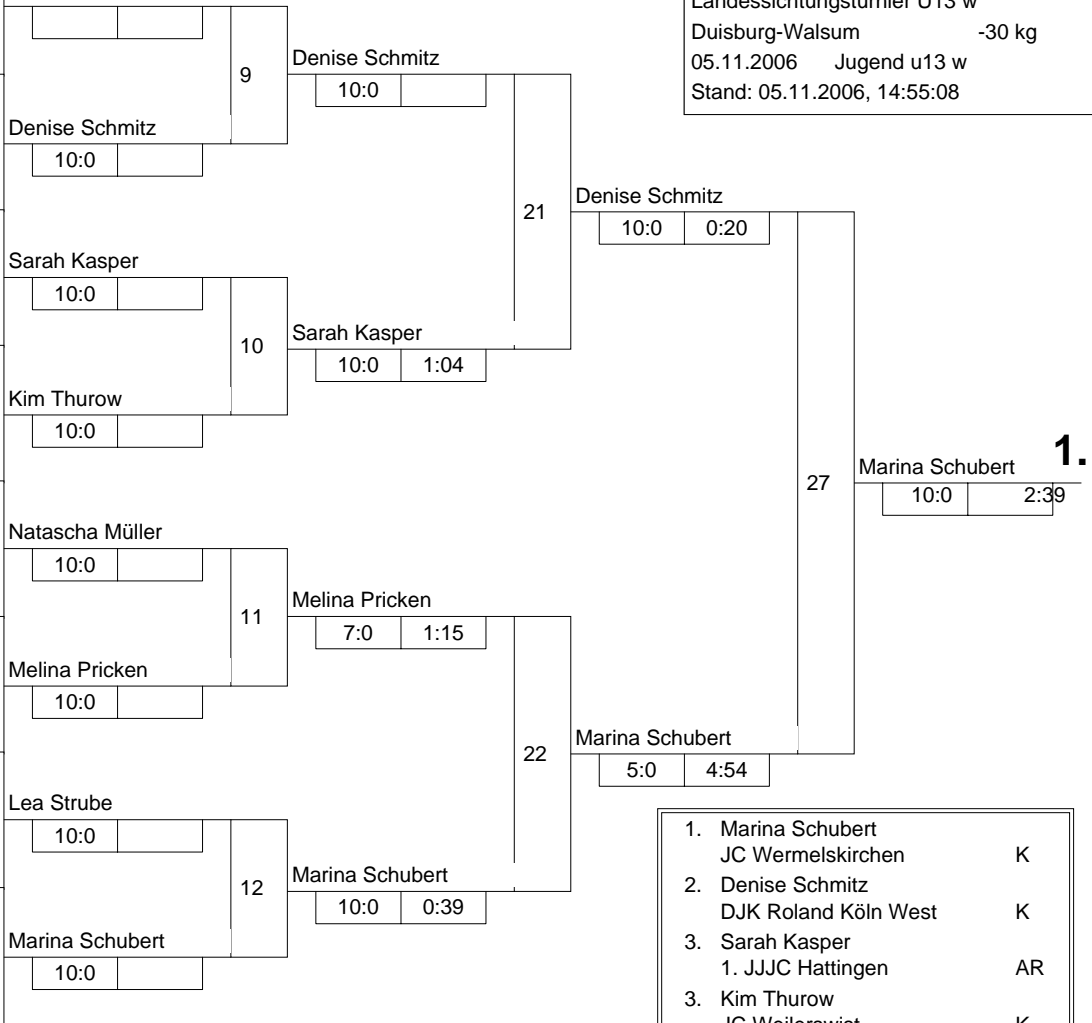 Landessichtungsturnier U13 w
Duisburg-Walsum -30 kg
05.11.2006 Jugend u13 w
Stand: 05.11.2006, 14:55:08
9
Denise Schmitz
10:0
Denise Schmitz
10:0
21
Denise Schmitz
10:0 0:20
Sarah Kasper
10:0
10
Sarah Kasper
10:0 1:04
Kim Thurow
10:0
27
Marina Schubert 1.
10:0 2:39
Natascha Müller
10:0
11
Melina Pricken
7:0 1:15
Melina Pricken
10:0
22
Marina Schubert
5:0 4:54
Lea Strube
10:0
12
Marina Schubert
10:0 0:39
Marina Schubert
10:0
1. Marina Schubert
JC Wermelskirchen K
2. Denise Schmitz
DJK Roland Köln West K
3. Sarah Kasper
1. JJJC Hattingen AR
3. Kim Thurow
JC Weilerswist K